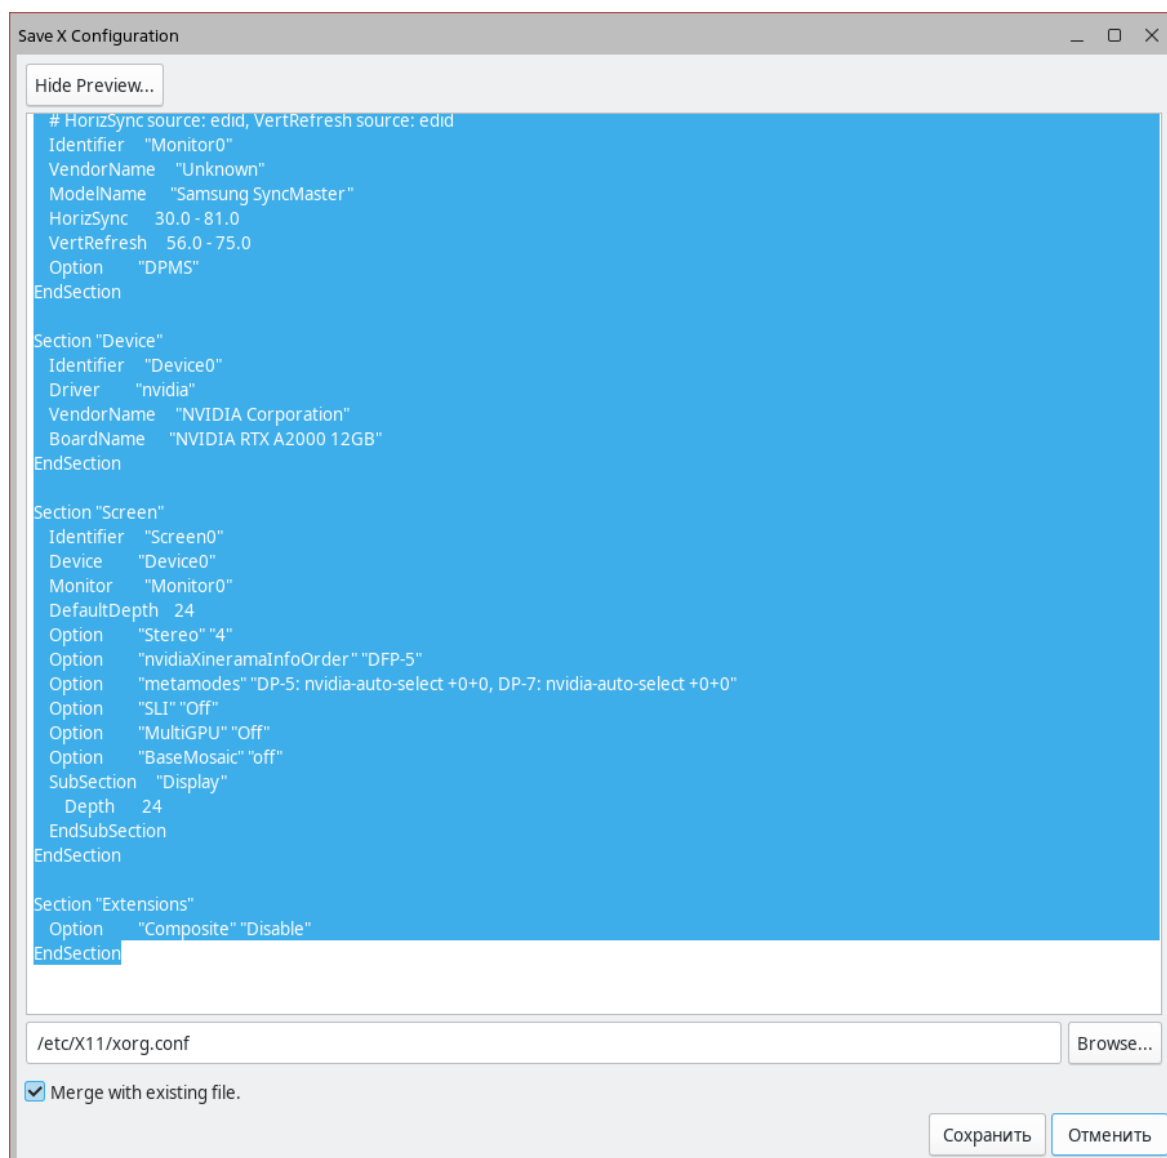 Save X Configuration
Hide Preview...
# HorizSync source: edid, VertRefresh source: edid
Identifier "Monitor0"
VendorName "Unknown"
ModelName "Samsung SyncMaster"
HorizSync 30.0 - 81.0
VertRefresh 56.0 - 75.0
Option "DPMS"
EndSection
Section "Device"
Identifier "Device0"
Driver "nvidia"
VendorName "NVIDIA Corporation"
BoardName "NVIDIA RTX A2000 12GB"
EndSection
Section "Screen"
Identifier "Screen0"
Device "Device0"
Monitor "Monitor0"
DefaultDepth 24
Option "Stereo" "4"
Option "nvidiaXineramaInfoOrder" "DFP-5"
Option "metamodes" "DP-5: nvidia-auto-select +0+0, DP-7: nvidia-auto-select +0+0"
Option "SLI" "Off"
Option "MultiGPU" "Off"
Option "BaseMosaic" "off"
SubSection "Display"
Depth 24
EndSubSection
EndSection
Section "Extensions"
Option "Composite" "Disable"
EndSection
/etc/X11/xorg.conf
Browse...
Merge with existing file.
Сохранить
Отменить